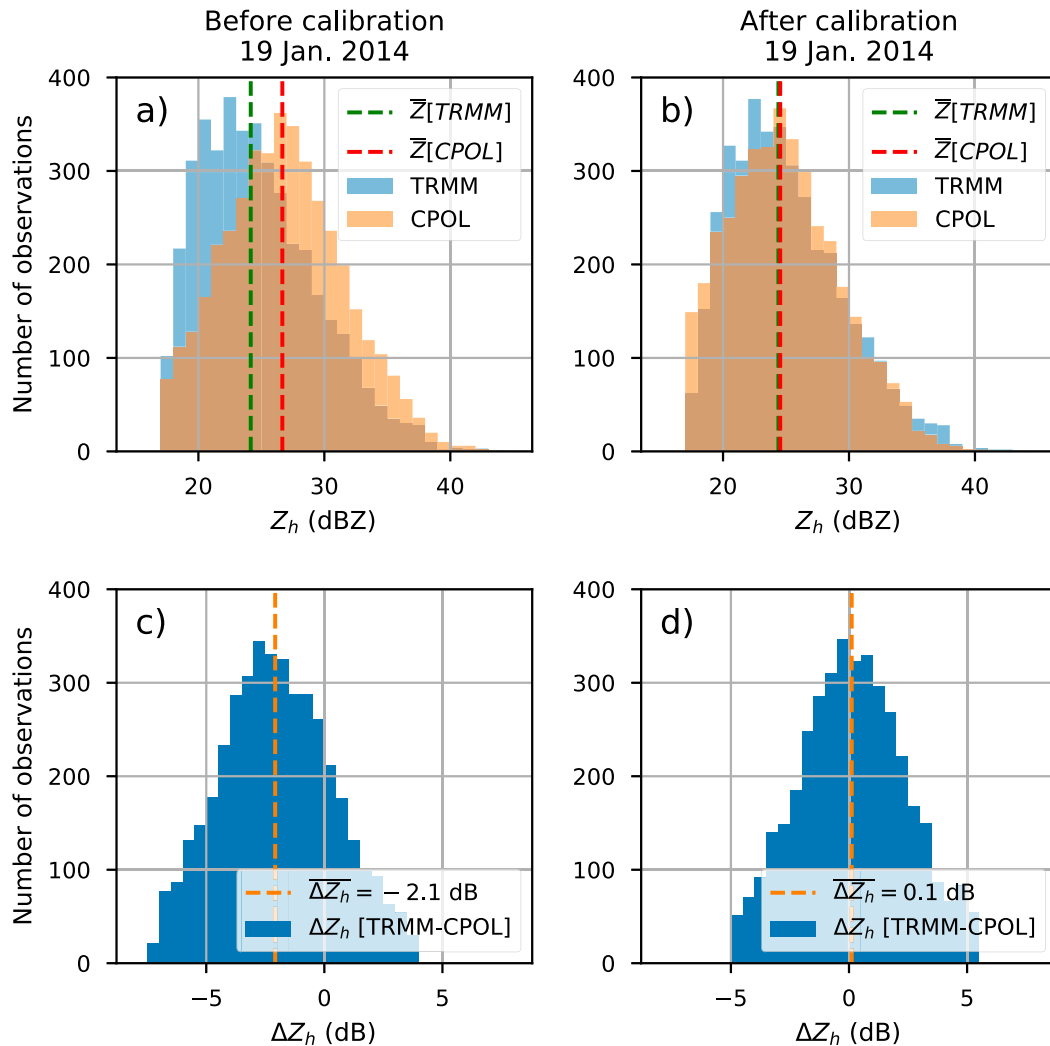 Before calibration
19 Jan. 2014
After calibration
19 Jan. 2014
a)
Z̅[TRMM]
Z̅[CPOL]
TRMM
CPOL
400
300
200
100
0
Number of observations
20
30
40
Z_h (dBZ)
b)
Z̅[TRMM]
Z̅[CPOL]
TRMM
CPOL
400
300
200
100
0
20
30
40
Z_h (dBZ)
c)
400
300
200
100
0
Number of observations
ΔZ_h = −2.1 dB
ΔZ_h [TRMM-CPOL]
−5
0
5
ΔZ_h (dB)
d)
400
300
200
100
0
ΔZ_h = 0.1 dB
ΔZ_h [TRMM-CPOL]
−5
0
5
ΔZ_h (dB)